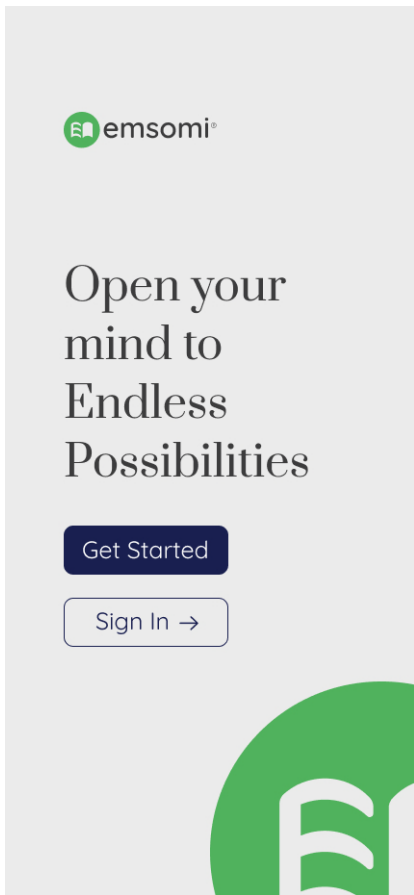 emsomi®
Open your
mind to
Endless
Possibilities
Get Started
Sign In →